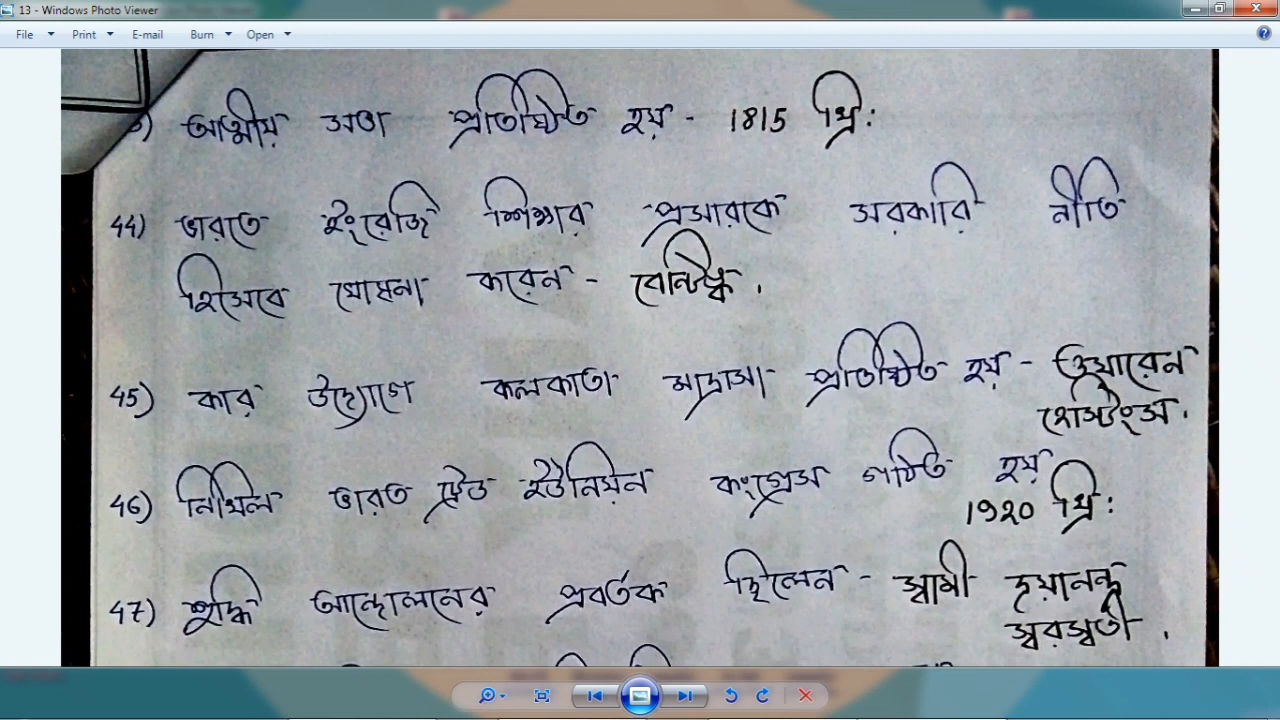 13 - Windows Photo Viewer
File Print E-mail Burn Open
) আত্মীয় সভা প্রতিষ্ঠিত হয় - 1815 খ্রি:
44) ভারতে ইংরেজি শিক্ষার প্রসারকে সরকারি নীতি
হিসেবে ঘোষনা করেন - বেন্টিঙ্ক.
45) কার উদ্যোগে কলকাতা মাদ্রাসা প্রতিষ্ঠিত হয় - ওয়ারেন
হেস্টিংস.
46) নিখিল ভারত ট্রেড ইউনিয়ন কংগ্রেস গঠিত হয়
1920 খ্রি:
47) শুদ্ধি আন্দোলনের প্রবর্তক ছিলেন - স্বামী দয়ানন্দ
স্বরস্বতী.